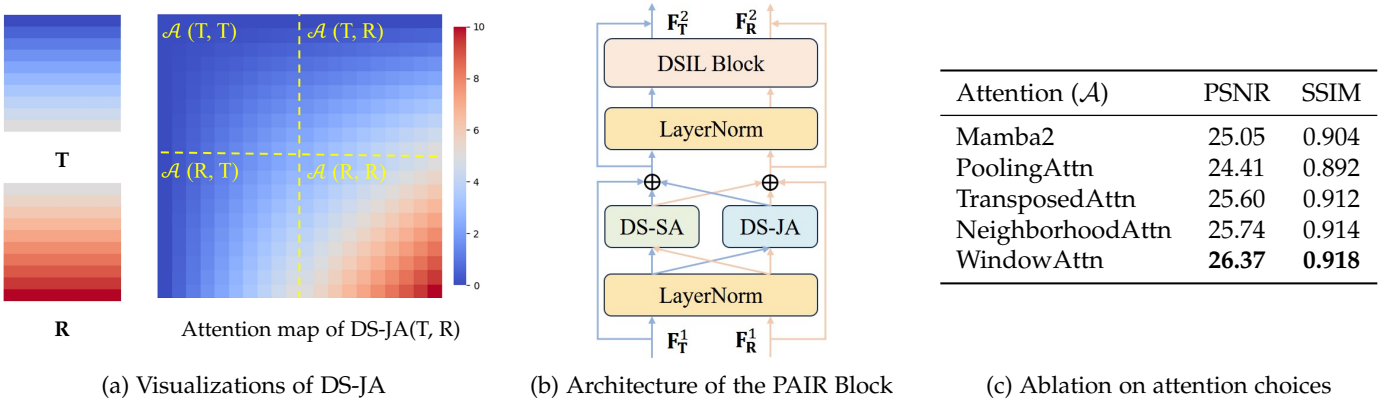 T
R
𝒜 (T, T)
𝒜 (T, R)
𝒜 (R, T)
𝒜 (R, R)
10
8
6
4
2
0
Attention map of DS-JA(T, R)
(a) Visualizations of DS-JA
F_T^2
F_R^2
DSIL Block
LayerNorm
DS-SA
DS-JA
LayerNorm
F_T^1
F_R^1
(b) Architecture of the PAIR Block
Attention (𝒜) PSNR SSIM
Mamba2 25.05 0.904
PoolingAttn 24.41 0.892
TransposedAttn 25.60 0.912
NeighborhoodAttn 25.74 0.914
WindowAttn 26.37 0.918
(c) Ablation on attention choices